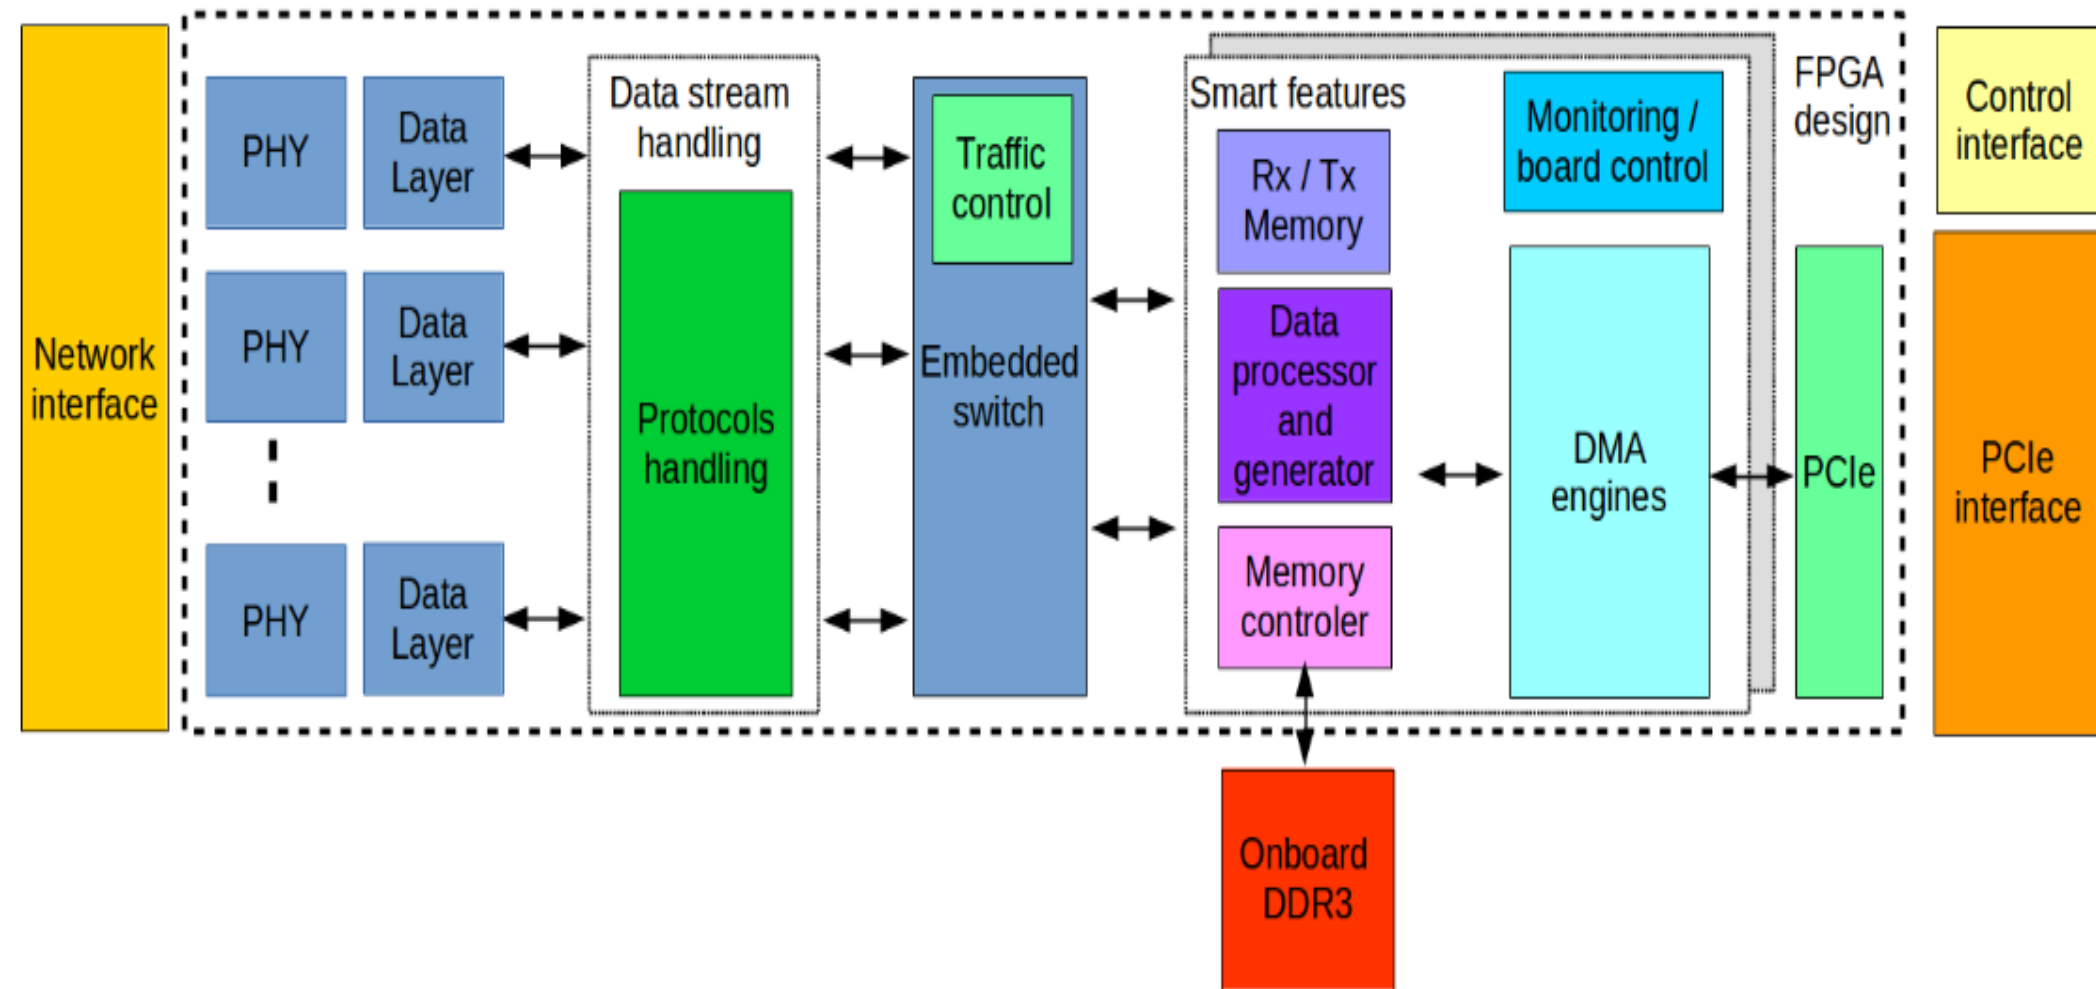 Network
interface
PHY
Data
Layer
PHY
Data
Layer
PHY
Data
Layer
Data stream
handling
Protocols
handling
Traffic
control
Embedded
switch
Smart features
Rx / Tx
Memory
Data
processor
and
generator
Memory
controler
Monitoring /
board control
DMA
engines
FPGA
design
PCIe
Control
interface
PCIe
interface
Onboard
DDR3